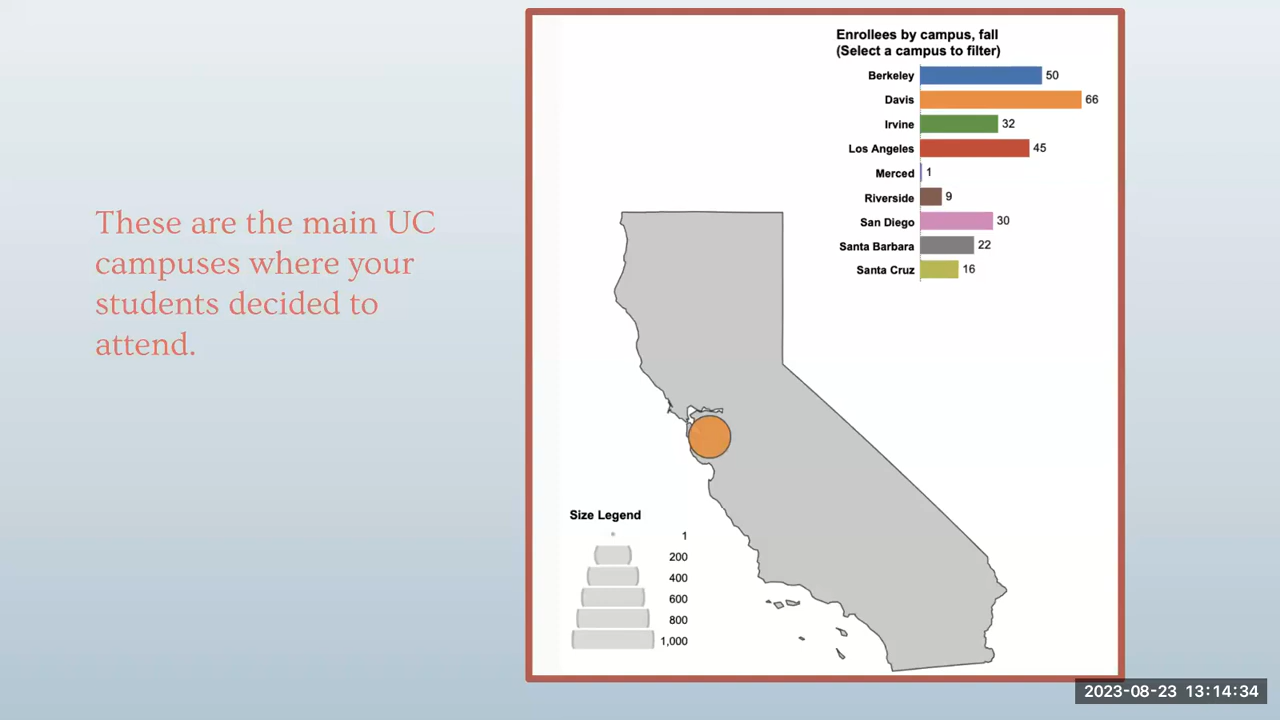 These are the main UC
campuses where your
students decided to
attend.
Enrollees by campus, fall
(Select a campus to filter)
Berkeley 50
Davis 66
Irvine 32
Los Angeles 45
Merced 1
Riverside 9
San Diego 30
Santa Barbara 22
Santa Cruz 16
Size Legend
1
200
400
600
800
1,000
2023-08-23 13:14:34